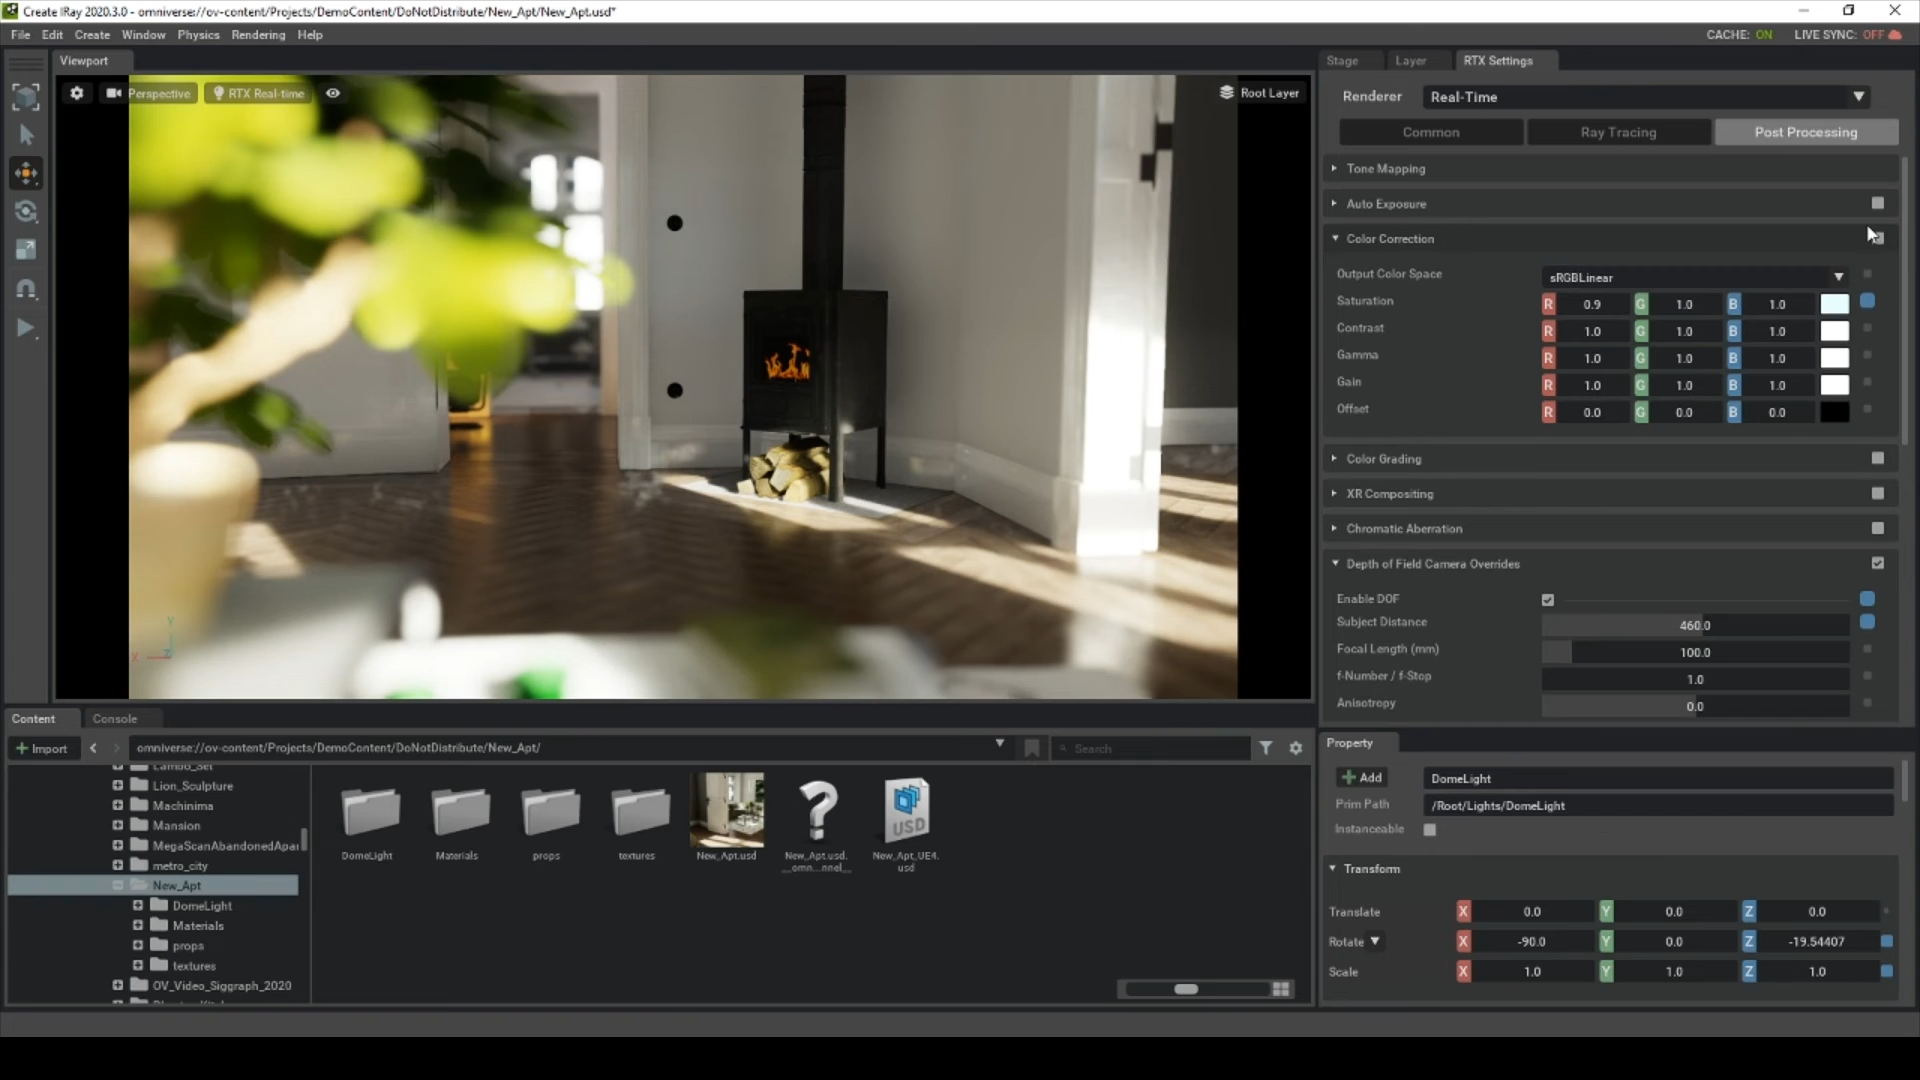 Create IRay 2020.3.0 - omniverse://ov-content/Projects/DemoContent/DoNotDistribute/New_Apt/New_Apt.usd*
File Edit Create Window Physics Rendering Help
CACHE: ON LIVE SYNC: OFF
Viewport
Perspective
RTX Real-time
Root Layer
Stage Layer RTX Settings
Renderer Real-Time
Common Ray Tracing Post Processing
Tone Mapping
Auto Exposure
Color Correction
Output Color Space sRGBLinear
Saturation R 0.9 G 1.0 B 1.0
Contrast R 1.0 G 1.0 B 1.0
Gamma R 1.0 G 1.0 B 1.0
Gain R 1.0 G 1.0 B 1.0
Offset R 0.0 G 0.0 B 0.0
Color Grading
XR Compositing
Chromatic Aberration
Depth of Field Camera Overrides
Enable DOF
Subject Distance 460.0
Focal Length (mm) 100.0
f-Number / f-Stop 1.0
Anisotropy 0.0
Y
X Z
Content Console
Import omniverse://ov-content/Projects/DemoContent/DoNotDistribute/New_Apt/ Search
Lambo_Set
Lion_Sculpture
Machinima
Mansion
MegaScanAbandonedApar
metro_city
New_Apt
DomeLight
Materials
props
textures
OV_Video_Siggraph_2020
USD
DomeLight Materials props textures New_Apt.usd New_Apt.usd. New_Apt_UE4.
__omn...nnel__ usd
Property
Add DomeLight
Prim Path /Root/Lights/DomeLight
Instanceable
Transform
Translate X 0.0 Y 0.0 Z 0.0
Rotate X -90.0 Y 0.0 Z -19.54407
Scale X 1.0 Y 1.0 Z 1.0